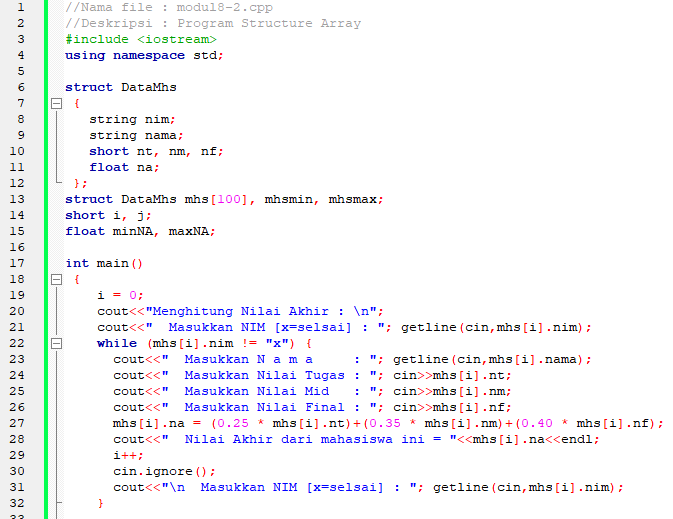 1 //Nama file : modul8-2.cpp
2 //Deskripsi : Program Structure Array
3 #include <iostream>
4 using namespace std;
5
6 struct DataMhs
7 {
8 string nim;
9 string nama;
10 short nt, nm, nf;
11 float na;
12 };
13 struct DataMhs mhs[100], mhsmin, mhsmax;
14 short i, j;
15 float minNA, maxNA;
16
17 int main()
18 {
19 i = 0;
20 cout<<"Menghitung Nilai Akhir : \n";
21 cout<<"  Masukkan NIM [x=selsai] : "; getline(cin,mhs[i].nim);
22 while (mhs[i].nim != "x") {
23 cout<<"  Masukkan N a m a     : "; getline(cin,mhs[i].nama);
24 cout<<"  Masukkan Nilai Tugas : "; cin>>mhs[i].nt;
25 cout<<"  Masukkan Nilai Mid   : "; cin>>mhs[i].nm;
26 cout<<"  Masukkan Nilai Final : "; cin>>mhs[i].nf;
27 mhs[i].na = (0.25 * mhs[i].nt)+(0.35 * mhs[i].nm)+(0.40 * mhs[i].nf);
28 cout<<"  Nilai Akhir dari mahasiswa ini = "<<mhs[i].na<<endl;
29 i++;
30 cin.ignore();
31 cout<<"\n  Masukkan NIM [x=selsai] : "; getline(cin,mhs[i].nim);
32 }